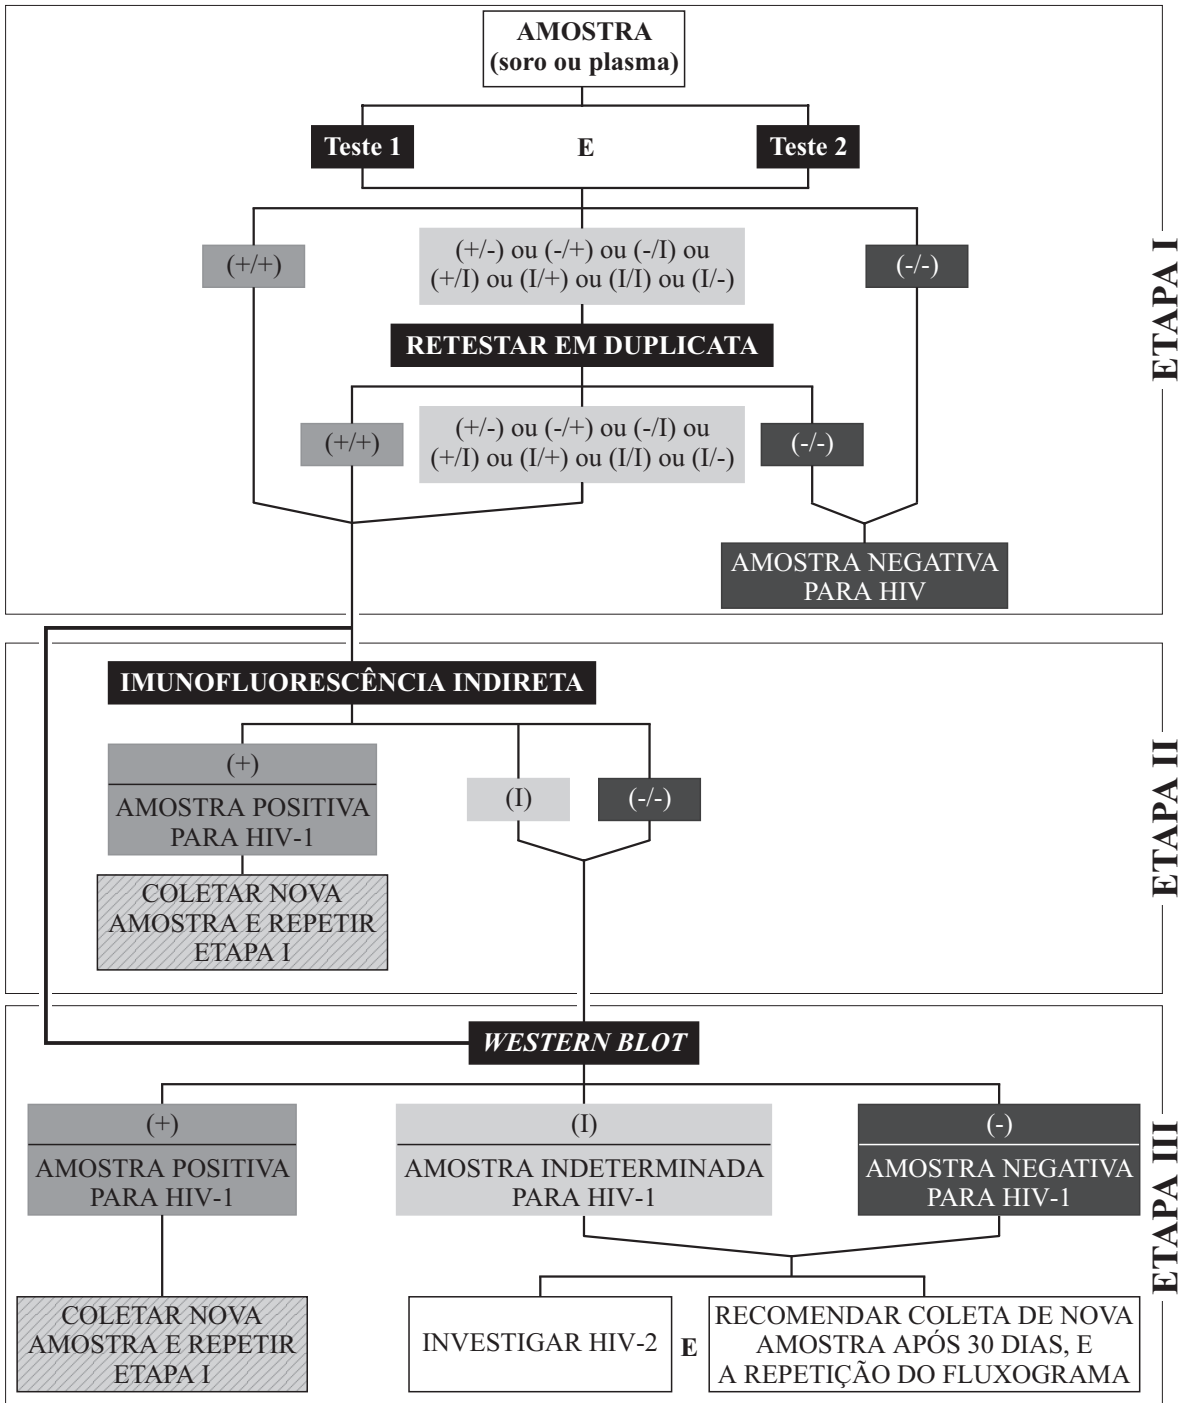 AMOSTRA
(soro ou plasma)
Teste 1
E
Teste 2
(+/+)
(+/-) ou (-/+) ou (-/I) ou
(+/I) ou (I/+) ou (I/I) ou (I/-)
(-/-)
RETESTAR EM DUPLICATA
(+/+)
(+/-) ou (-/+) ou (-/I) ou
(+/I) ou (I/+) ou (I/I) ou (I/-)
(-/-)
AMOSTRA NEGATIVA
PARA HIV
ETAPA I
IMUNOFLUORESCÊNCIA INDIRETA
(+)
AMOSTRA POSITIVA
PARA HIV-1
(I)
(-/-)
COLETAR NOVA
AMOSTRA E REPETIR
ETAPA I
ETAPA II
WESTERN BLOT
(+)
AMOSTRA POSITIVA
PARA HIV-1
(I)
AMOSTRA INDETERMINADA
PARA HIV-1
(-)
AMOSTRA NEGATIVA
PARA HIV-1
COLETAR NOVA
AMOSTRA E REPETIR
ETAPA I
INVESTIGAR HIV-2
E
RECOMENDAR COLETA DE NOVA
AMOSTRA APÓS 30 DIAS, E
A REPETIÇÃO DO FLUXOGRAMA
ETAPA III